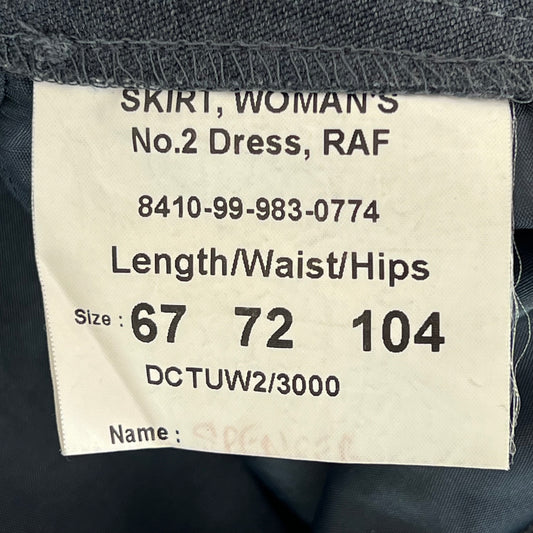 SKIRT, WOMAN'S
No.2 Dress, RAF
8410-99-983-0774
Length/Waist/Hips
Size : 67 72 104
DCTUW2/3000
Name : SPENCER